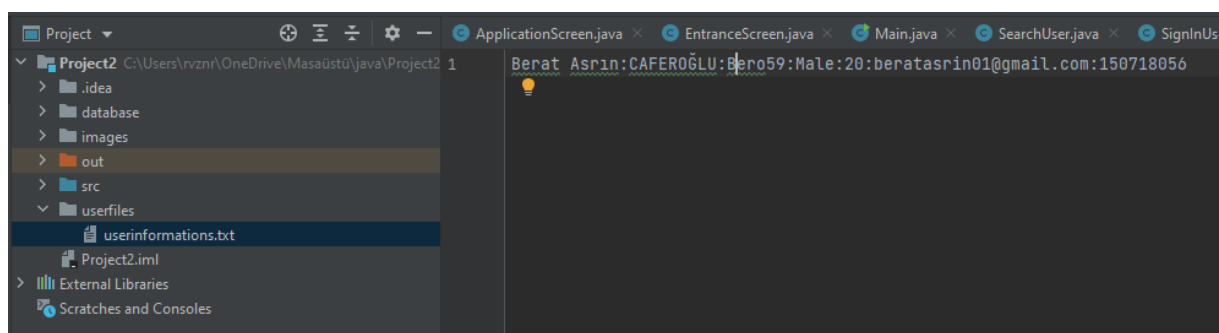 Project
ApplicationScreen.java EntranceScreen.java Main.java SearchUser.java SignInUs
Project2 C:\Users\rvznr\OneDrive\Masaüstü\java\Project2
1 Berat Asrın:CAFEROĞLU:Bero59:Male:20:beratasrin01@gmail.com:150718056
.idea
database
images
out
src
userfiles
userinformations.txt
Project2.iml
External Libraries
Scratches and Consoles